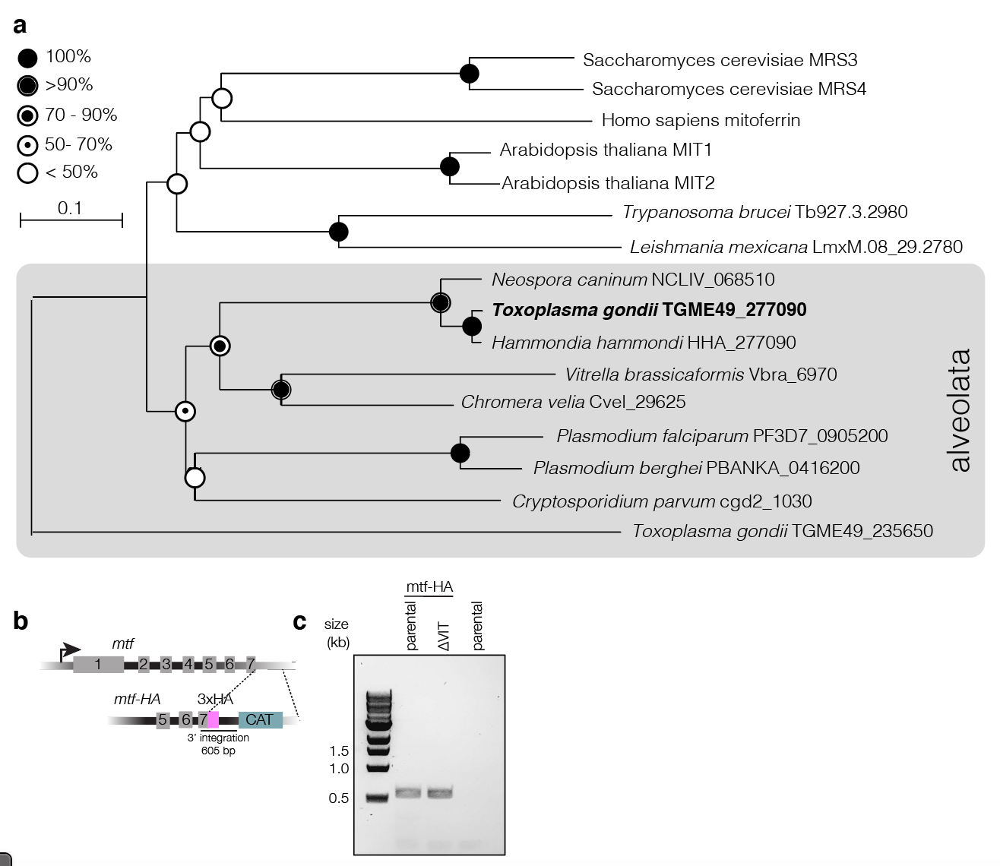 a
100%
>90%
70 - 90%
50- 70%
< 50%
0.1
Saccharomyces cerevisiae MRS3
Saccharomyces cerevisiae MRS4
Homo sapiens mitoferrin
Arabidopsis thaliana MIT1
Arabidopsis thaliana MIT2
Trypanosoma brucei Tb927.3.2980
Leishmania mexicana LmxM.08_29.2780
Neospora caninum NCLIV_068510
Toxoplasma gondii TGME49_277090
Hammondia hammondi HHA_277090
Vitrella brassicaformis Vbra_6970
Chromera velia Cvel_29625
Plasmodium falciparum PF3D7_0905200
Plasmodium berghei PBANKA_0416200
Cryptosporidium parvum cgd2_1030
Toxoplasma gondii TGME49_235650
alveolata
b
mtf
1 2 3 4 5 6 7
mtf-HA 3xHA
5 6 7 CAT
3' integration
605 bp
c
mtf-HA
size
(kb)
parental
ΔVIT
parental
1.5
1.0
0.5